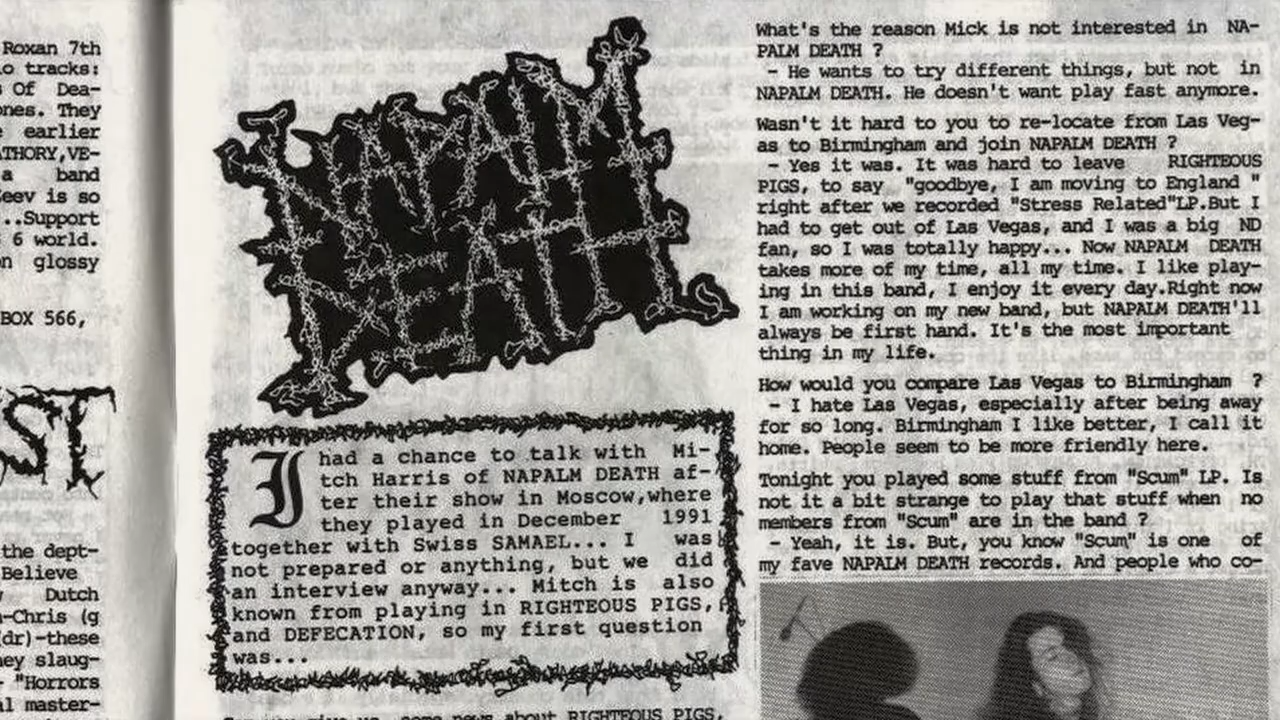 Roxan 7th
o tracks:
s Of Dea-
ones. They
e earlier
ATHORY,VE-
a band
Zeev is so
..Support
6 world.
on glossy
BOX 566,
ST
the dept-
Believe
Dutch
-Chris (g
(dr)-these
hey slaug-
"Horrors
al master-
NAPALM
DEATH
I had a chance to talk with Mi-
tch Harris of NAPALM DEATH af-
ter their show in Moscow,where
they played in December 1991
together with Swiss SAMAEL... I was
not prepared or anything, but we did
an interview anyway... Mitch is also
known from playing in RIGHTEOUS PIGS,
and DEFECATION, so my first question
was...
Can you give us some news about RIGHTEOUS PIGS,
What's the reason Mick is not interested in NA-
PALM DEATH ?
- He wants to try different things, but not in
NAPALM DEATH. He doesn't want play fast anymore.
Wasn't it hard to you to re-locate from Las Veg-
as to Birmingham and join NAPALM DEATH ?
- Yes it was. It was hard to leave RIGHTEOUS
PIGS, to say "goodbye, I am moving to England "
right after we recorded "Stress Related"LP.But I
had to get out of Las Vegas, and I was a big ND
fan, so I was totally happy... Now NAPALM DEATH
takes more of my time, all my time. I like play-
ing in this band, I enjoy it every day.Right now
I am working on my new band, but NAPALM DEATH'll
always be first hand. It's the most important
thing in my life.
How would you compare Las Vegas to Birmingham ?
- I hate Las Vegas, especially after being away
for so long. Birmingham I like better, I call it
home. People seem to be more friendly here.
Tonight you played some stuff from "Scum" LP. Is
not it a bit strange to play that stuff when no
members from "Scum" are in the band ?
- Yeah, it is. But, you know "Scum" is one of
my fave NAPALM DEATH records. And people who co-